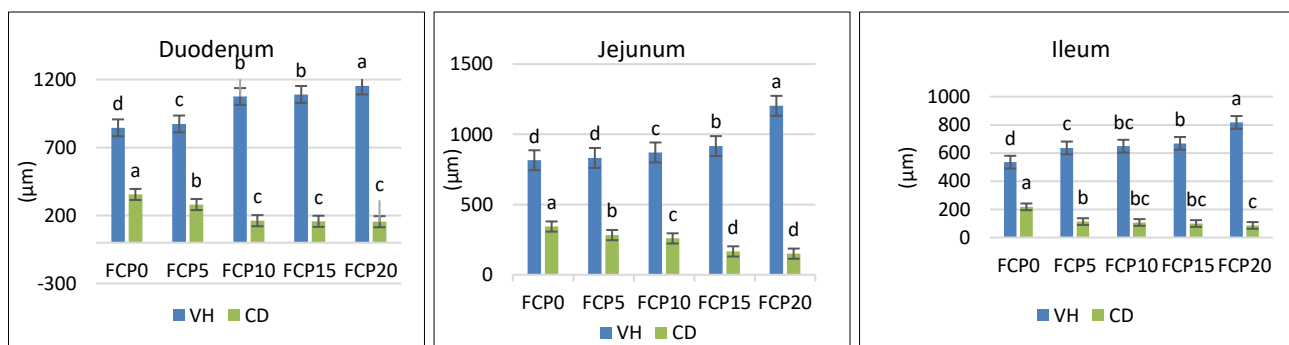 Duodenum
1200
700
200
-300
(µm)
d c b b a
a b c c c
FCP0 FCP5 FCP10 FCP15 FCP20
VH CD
Jejunum
1500
1000
500
0
(µm)
d d c b a
a b c d d
FCP0 FCP5 FCP10 FCP15 FCP20
VH CD
Ileum
1000
800
600
400
200
0
(µm)
d c bc b a
a b bc bc c
FCP0 FCP5 FCP10 FCP15 FCP20
VH CD